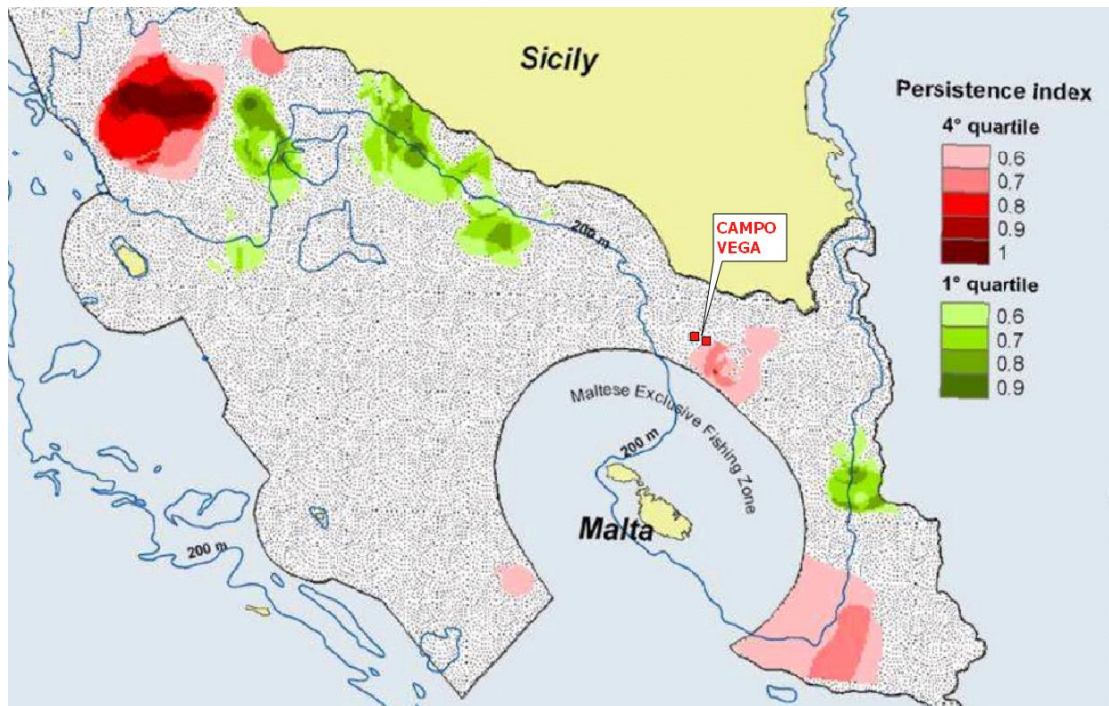 Sicily
Persistence index
4° quartile
0.6
0.7
0.8
0.9
1
1° quartile
0.6
0.7
0.8
0.9
CAMPO
VEGA
200 m
Maltese Exclusive Fishing Zone
200 m
Malta
200 m